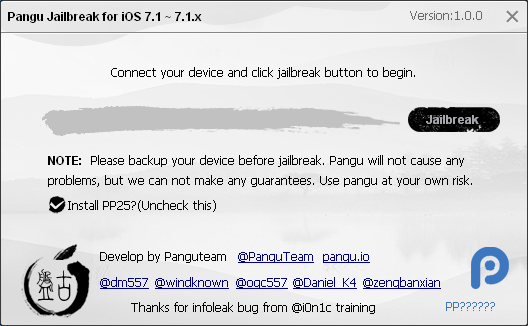 Pangu Jailbreak for iOS 7.1 ~ 7.1.x
Version:1.0.0
Connect your device and click jailbreak button to begin.
Jailbreak
NOTE: Please backup your device before jailbreak. Pangu will not cause any
problems, but we can not make any guarantees. Use pangu at your own risk.
Install PP25?(Uncheck this)
盘古
Develop by Panguteam @PanguTeam pangu.io
@dm557 @windknown @ogc557 @Daniel_K4 @zengbanxian
Thanks for infoleak bug from @i0n1c training
PP??????